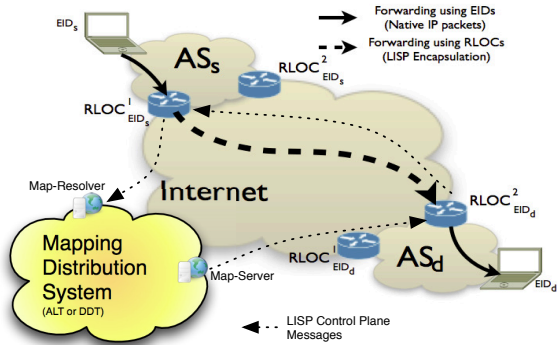 EIDs
Forwarding using EIDs
(Native IP packets)
Forwarding using RLOCs
(LISP Encapsulation)
ASs
RLOC²EIDs
RLOC¹EIDs
Map-Resolver
Internet
RLOC²EIDd
Mapping
Distribution
System
(ALT or DDT)
Map-Server
RLOC¹EIDd
ASd
EIDd
LISP Control Plane
Messages